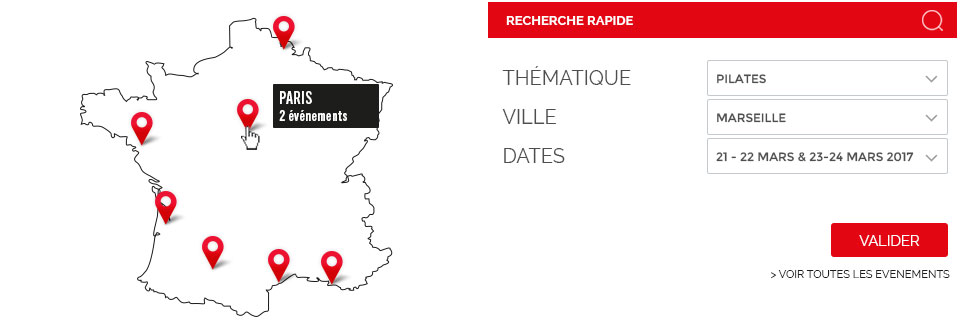 PARIS
2 événements
RECHERCHE RAPIDE
THÉMATIQUE
PILATES
VILLE
MARSEILLE
DATES
21 - 22 MARS & 23-24 MARS 2017
VALIDER
> VOIR TOUTES LES EVENEMENTS